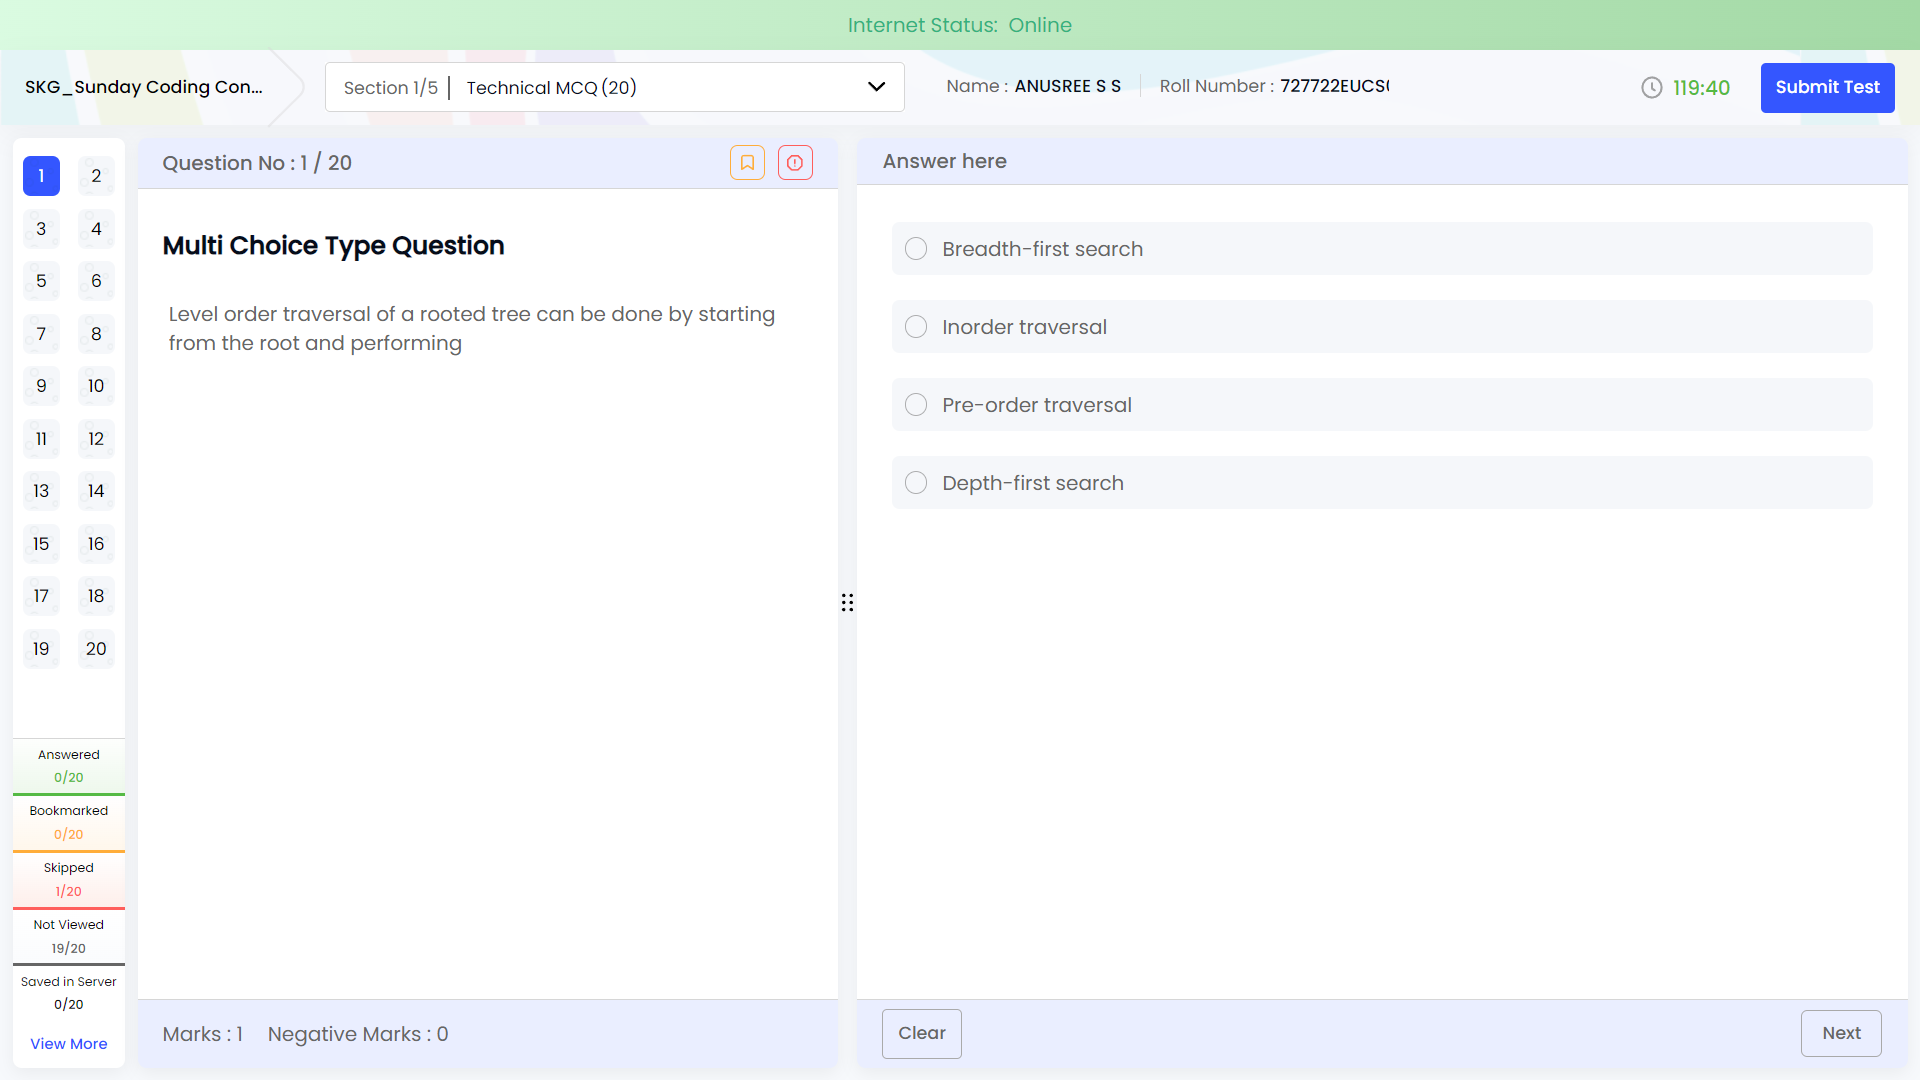 Internet Status: Online
SKG_Sunday Coding Con...
Section 1/5 | Technical MCQ (20)
Name : ANUSREE S S
Roll Number : 727722EUCS
119:40
Submit Test
1 2
3 4
5 6
7 8
9 10
11 12
13 14
15 16
17 18
19 20
Answered
0/20
Bookmarked
0/20
Skipped
1/20
Not Viewed
19/20
Saved in Server
0/20
View More
Question No : 1 / 20
Multi Choice Type Question
Level order traversal of a rooted tree can be done by starting
from the root and performing
Marks : 1 Negative Marks : 0
Answer here
Breadth-first search
Inorder traversal
Pre-order traversal
Depth-first search
Clear
Next